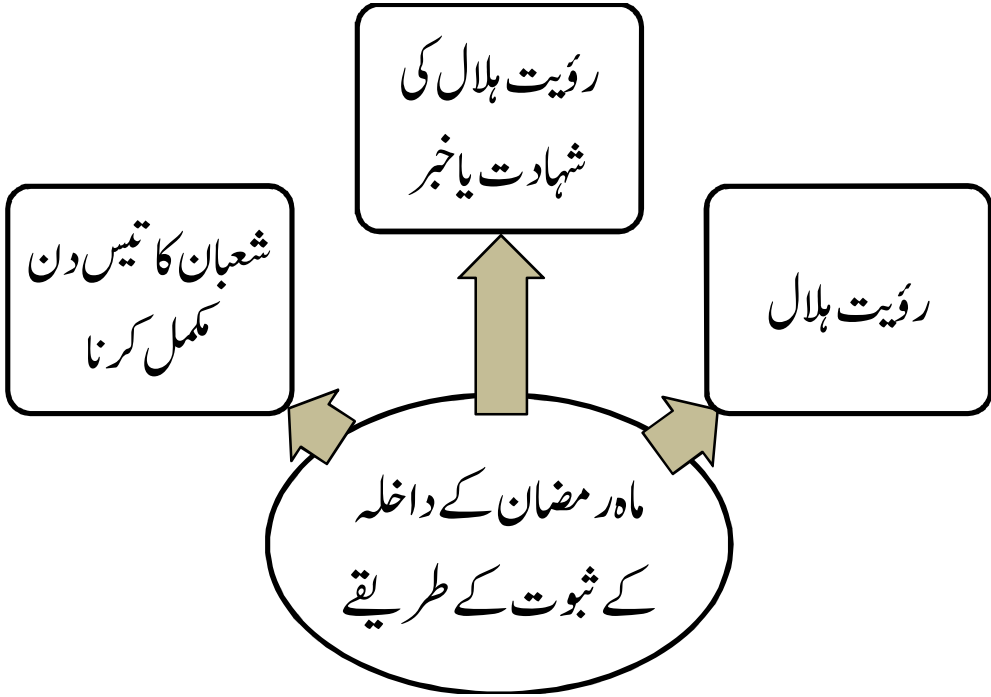 رؤیت ہلال کی
شہادت یا خبر
رؤیت ہلال
شعبان کا تیس دن
مکمل کرنا
ماہ رمضان کے داخلہ
کے ثبوت کے طریقے